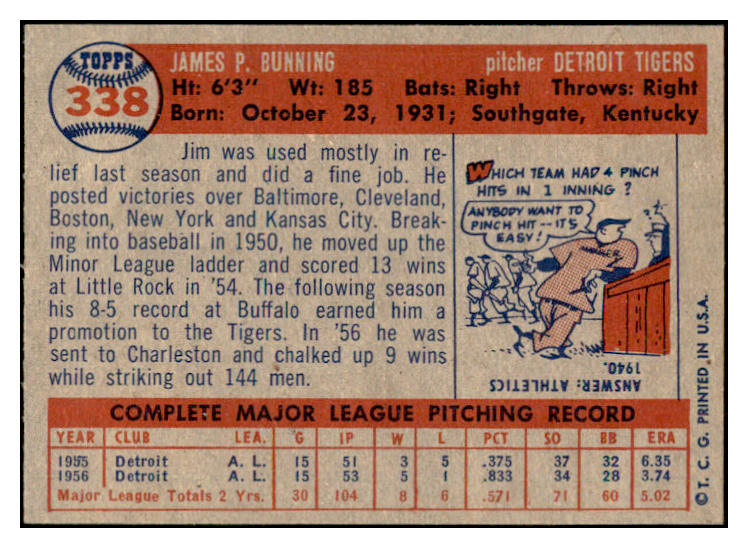 TOPPS
338
JAMES P. BUNNING pitcher DETROIT TIGERS
Ht: 6'3" Wt: 185 Bats: Right Throws: Right
Born: October 23, 1931; Southgate, Kentucky
Jim was used mostly in re-
lief last season and did a fine job. He
posted victories over Baltimore, Cleveland,
Boston, New York and Kansas City. Break-
ing into baseball in 1950, he moved up the
Minor League ladder and scored 13 wins
at Little Rock in '54. The following season
his 8-5 record at Buffalo earned him a
promotion to the Tigers. In '56 he was
sent to Charleston and chalked up 9 wins
while striking out 144 men.
WHICH TEAM HAD 4 PINCH
HITS IN 1 INNING?
ANYBODY WANT TO
PINCH HIT--IT'S
EASY!
MANAGER
ANSWER: ATHLETICS
1940.
COMPLETE MAJOR LEAGUE PITCHING RECORD
YEAR CLUB LEA. G IP W L PCT SO BB ERA
1955 Detroit A. L. 15 51 3 5 .375 37 32 6.35
1956 Detroit A. L. 15 53 5 1 .833 34 28 3.74
Major League Totals 2 Yrs. 30 104 8 6 .571 71 60 5.02
© T. C. G. PRINTED IN U.S.A.